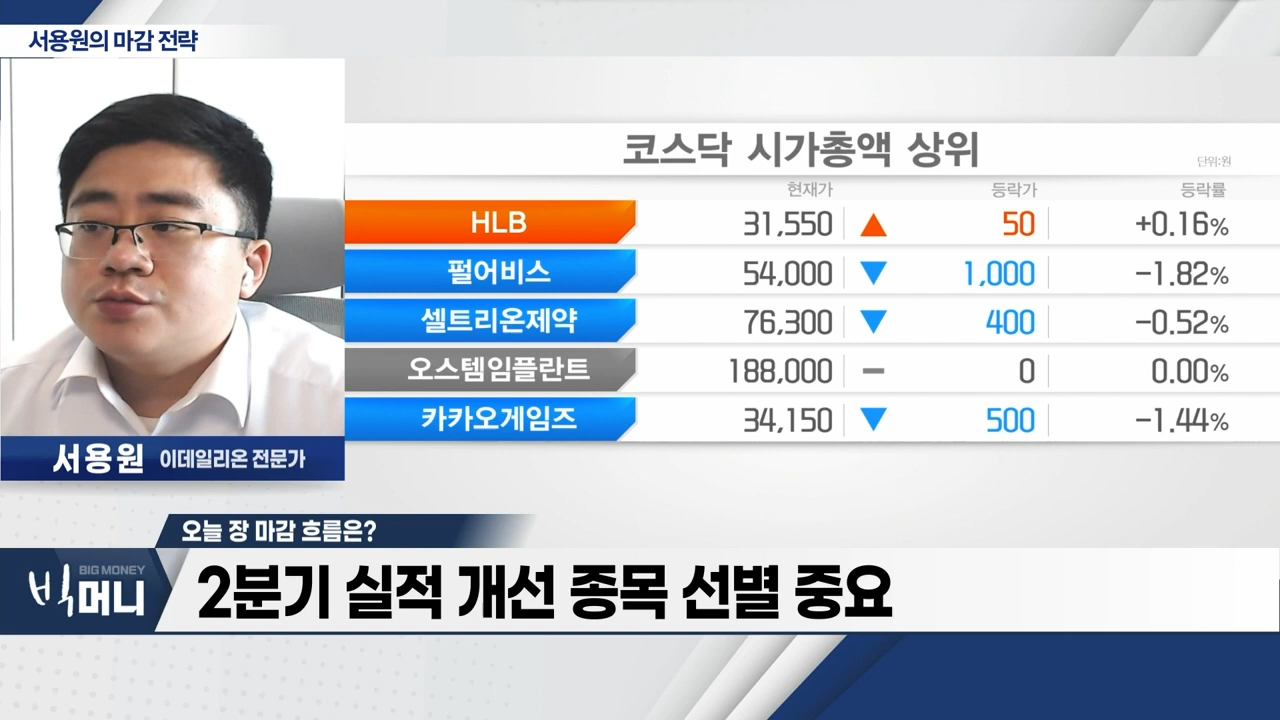 서용원의 마감 전략
코스닥 시가총액 상위
단위:원
현재가 등락가 등락률
HLB 31,550 ▲ 50 +0.16%
펄어비스 54,000 ▼ 1,000 -1.82%
셀트리온제약 76,300 ▼ 400 -0.52%
오스템임플란트 188,000 - 0 0.00%
카카오게임즈 34,150 ▼ 500 -1.44%
서용원 이데일리온 전문가
오늘 장 마감 흐름은?
BIG MONEY
빅머니
2분기 실적 개선 종목 선별 중요